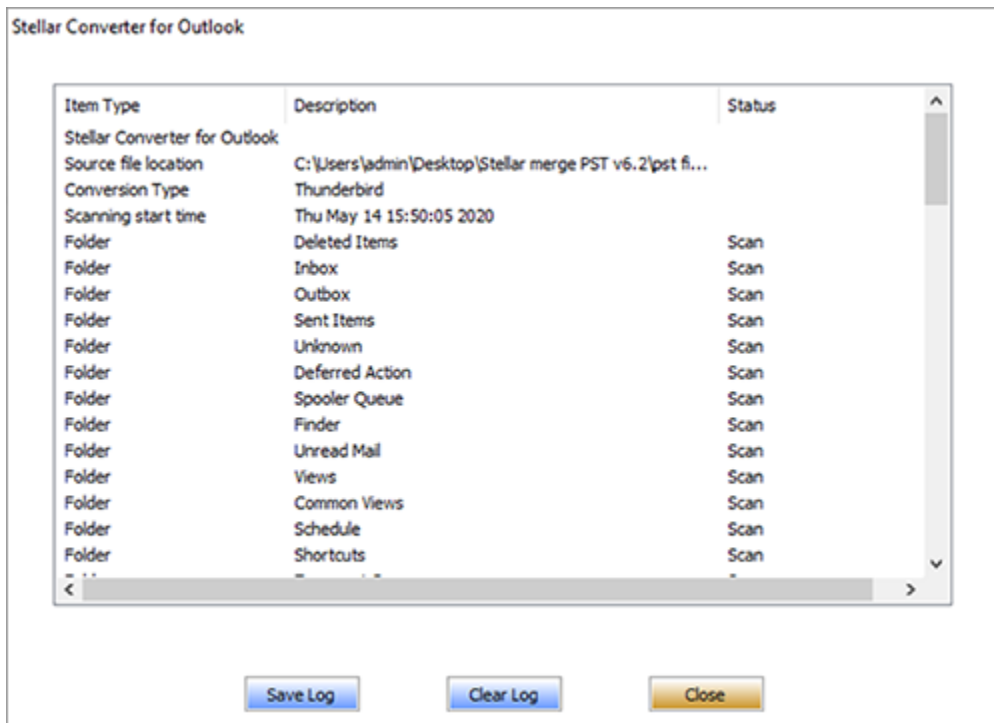 Stellar Converter for Outlook
Item Type Description Status
Stellar Converter for Outlook
Source file location C:\Users\admin\Desktop\Stellar merge PST v6.2\pst fi...
Conversion Type Thunderbird
Scanning start time Thu May 14 15:50:05 2020
Folder Deleted Items Scan
Folder Inbox Scan
Folder Outbox Scan
Folder Sent Items Scan
Folder Unknown Scan
Folder Deferred Action Scan
Folder Spooler Queue Scan
Folder Finder Scan
Folder Unread Mail Scan
Folder Views Scan
Folder Common Views Scan
Folder Schedule Scan
Folder Shortcuts Scan
Save Log Clear Log Close